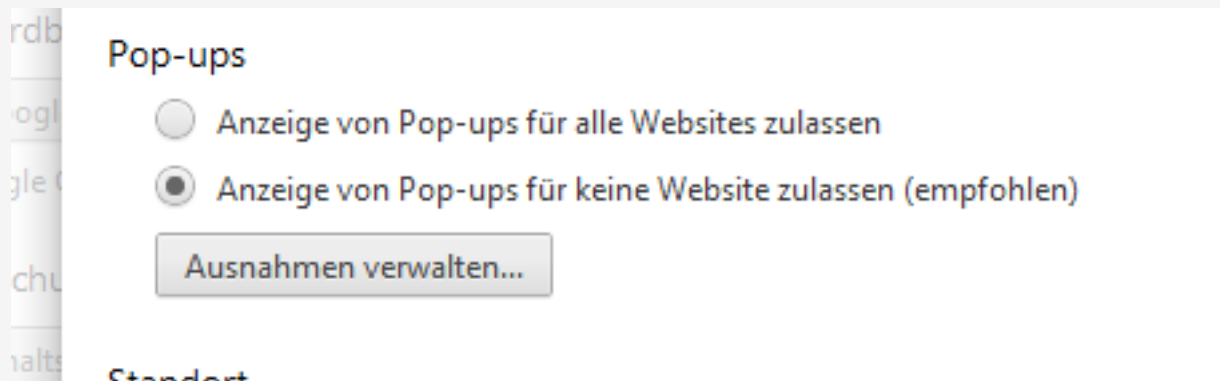 Pop-ups
Anzeige von Pop-ups für alle Websites zulassen
Anzeige von Pop-ups für keine Website zulassen (empfohlen)
Ausnahmen verwalten...
Standort